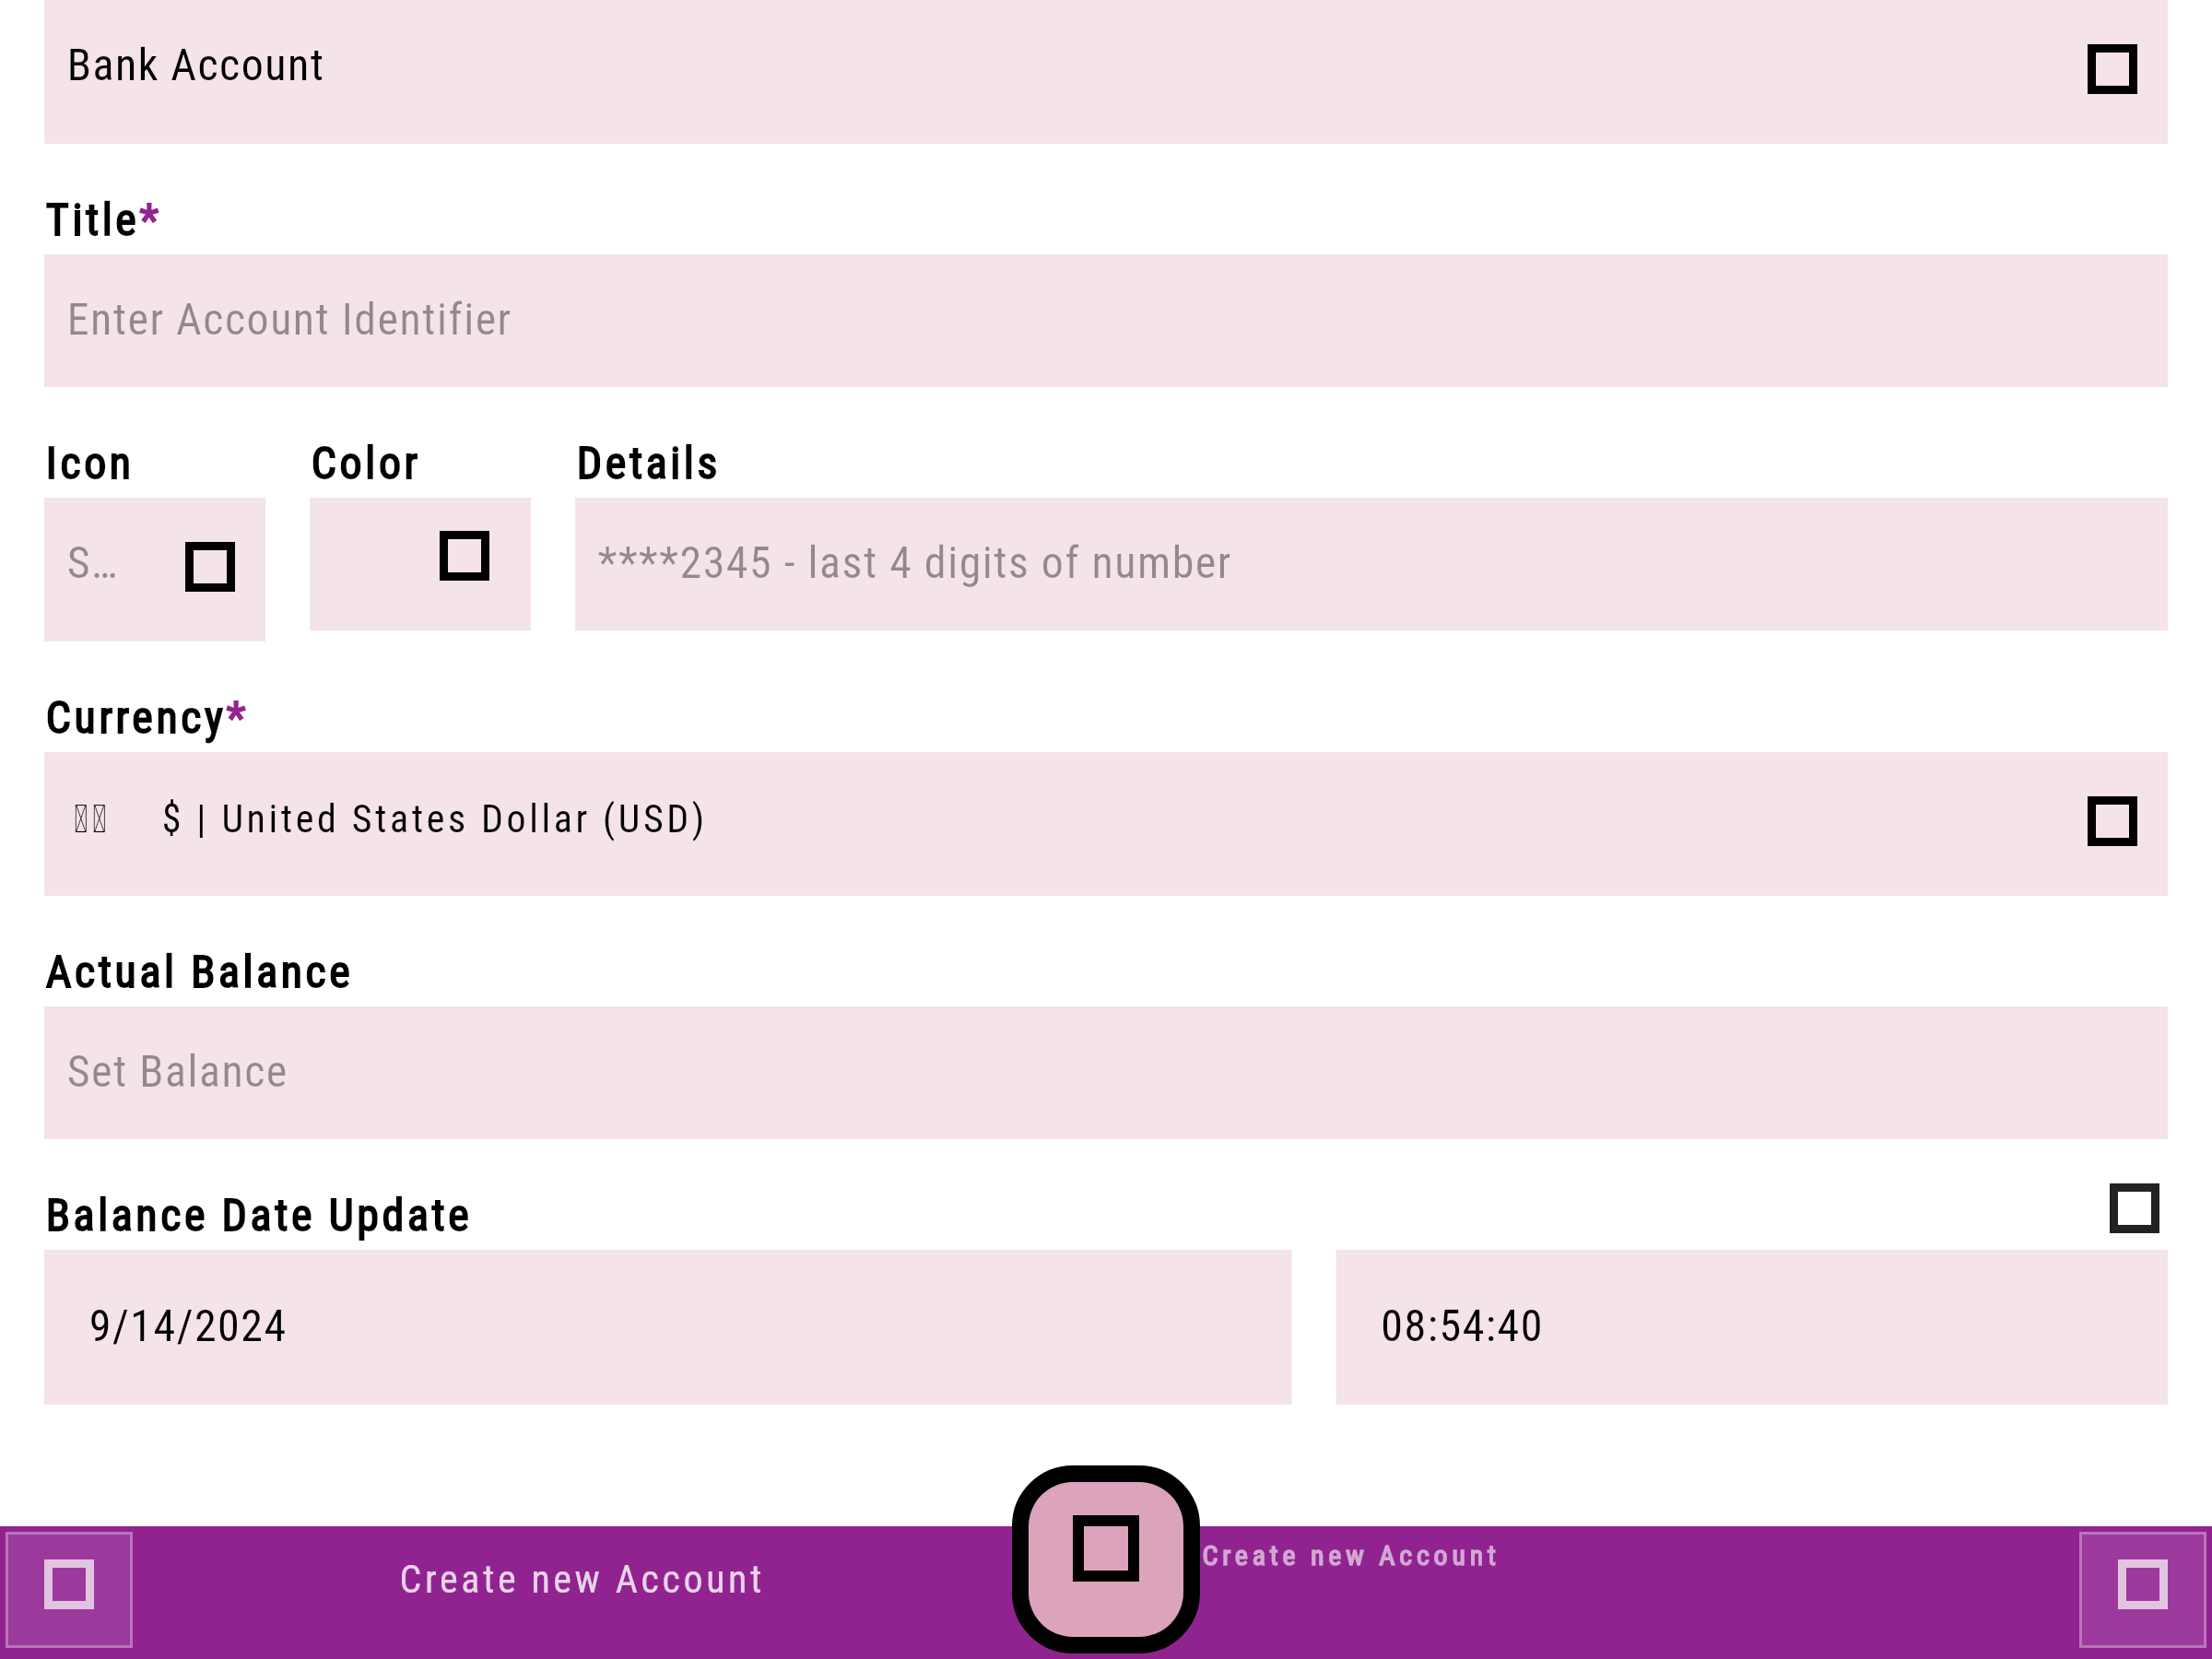 Bank Account
Title*
Enter Account Identifier
Icon Color Details
S… ****2345 - last 4 digits of number
Currency*
$ | United States Dollar (USD)
Actual Balance
Set Balance
Balance Date Update
9/14/2024 08:54:40
Create new Account
Create new Account